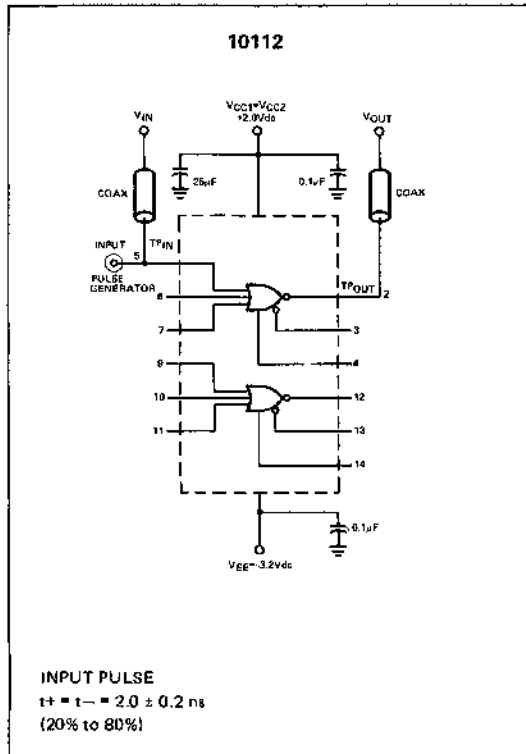 10112
VCC1=VCC2
+2.0Vdc
VIN
VOUT
25µF
0.1µF
COAX
COAX
TPIN
INPUT
5
PULSE
GENERATOR
TPOUT
2
6
7
3
4
9
10
12
11
13
14
0.1µF
VEE=-3.2Vdc
INPUT PULSE
t+ = t– = 2.0 ± 0.2 ns
(20% to 80%)